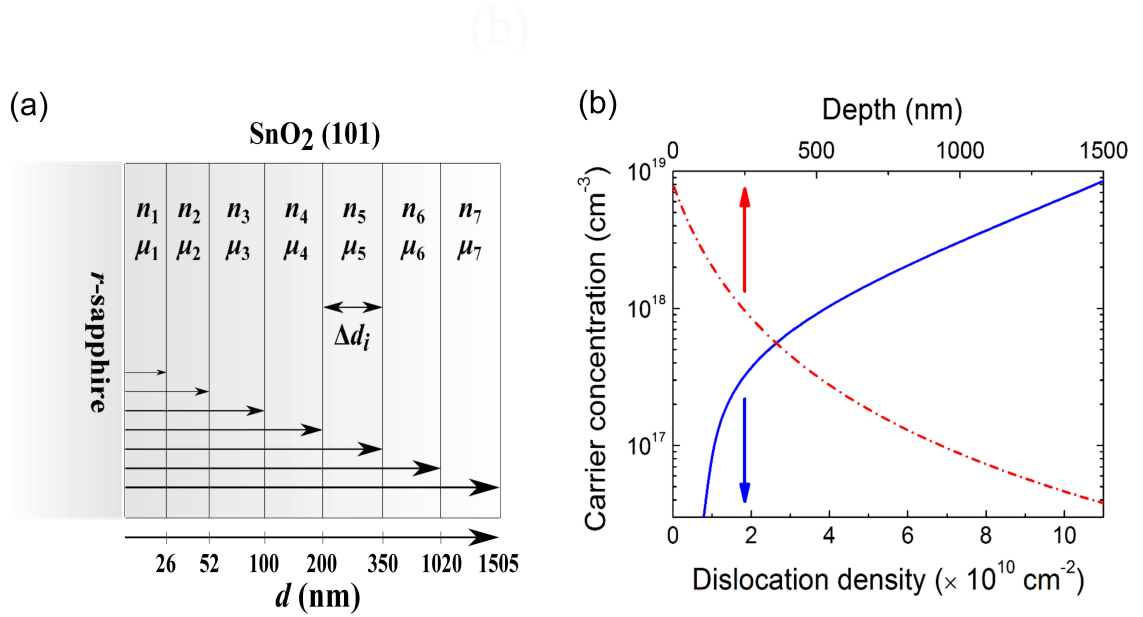 (b)
(a)
SnO2 (101)
n1 n2 n3 n4 n5 n6 n7
μ1 μ2 μ3 μ4 μ5 μ6 μ7
r-sapphire
Δdi
26 52 100 200 350 1020 1505
d (nm)
(b)
Depth (nm)
0 500 1000 1500
Carrier concentration (cm-3)
10^19
10^18
10^17
0 2 4 6 8 10
Dislocation density (× 10^10 cm-2)